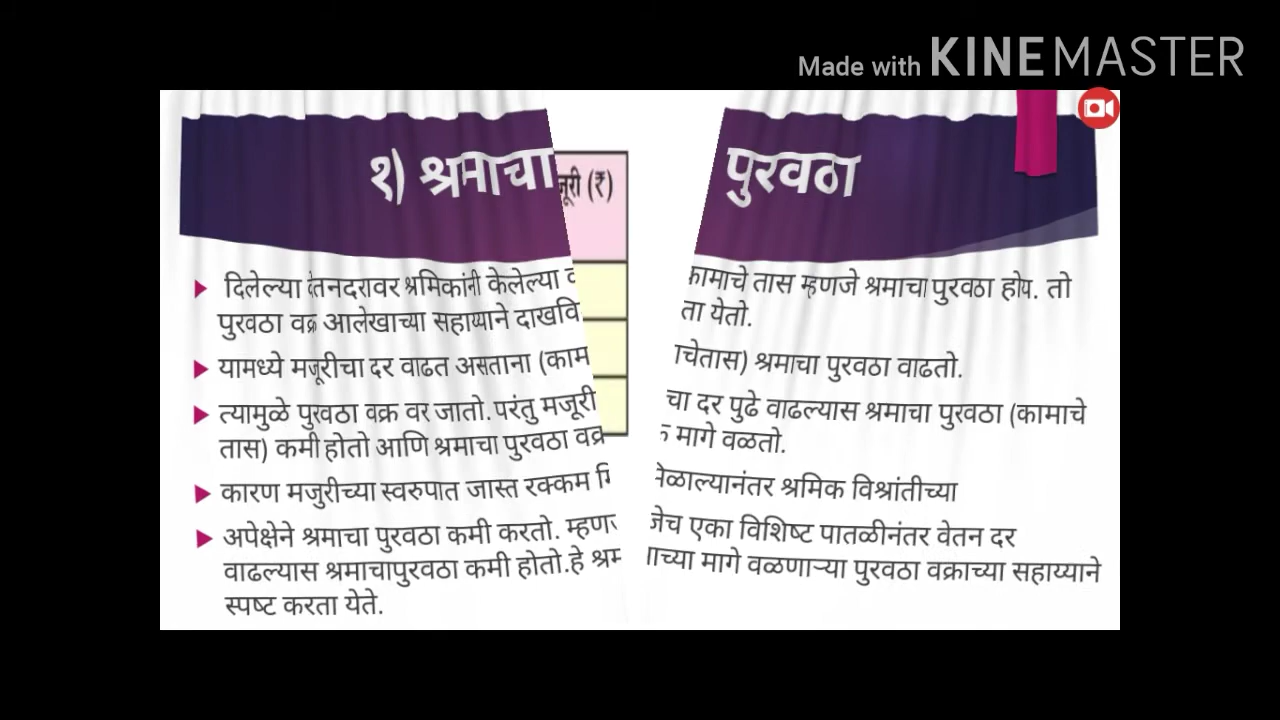 Made with KINEMASTER
१) श्रमाचा पुरवठा
जूरी (₹)
दिलेल्या वेतनदरावर श्रमिकांनी केलेल्या कामाचे तास म्हणजे श्रमाचा पुरवठा होय. तो
पुरवठा वक्र आलेखाच्या सहाय्याने दाखविता येतो.
यामध्ये मजूरीचा दर वाढत असताना (कामाचेतास) श्रमाचा पुरवठा वाढतो.
त्यामुळे पुरवठा वक्र वर जातो. परंतु मजूरीचा दर पुढे वाढल्यास श्रमाचा पुरवठा (कामाचे
तास) कमी होतो आणि श्रमाचा पुरवठा वक्र मागे वळतो.
कारण मजुरीच्या स्वरुपात जास्त रक्कम मिळाल्यानंतर श्रमिक विश्रांतीच्या
अपेक्षेने श्रमाचा पुरवठा कमी करतो. म्हणजेच एका विशिष्ट पातळीनंतर वेतन दर
वाढल्यास श्रमाचापुरवठा कमी होतो.हे श्रमाच्या मागे वळणाऱ्या पुरवठा वक्राच्या सहाय्याने
स्पष्ट करता येते.